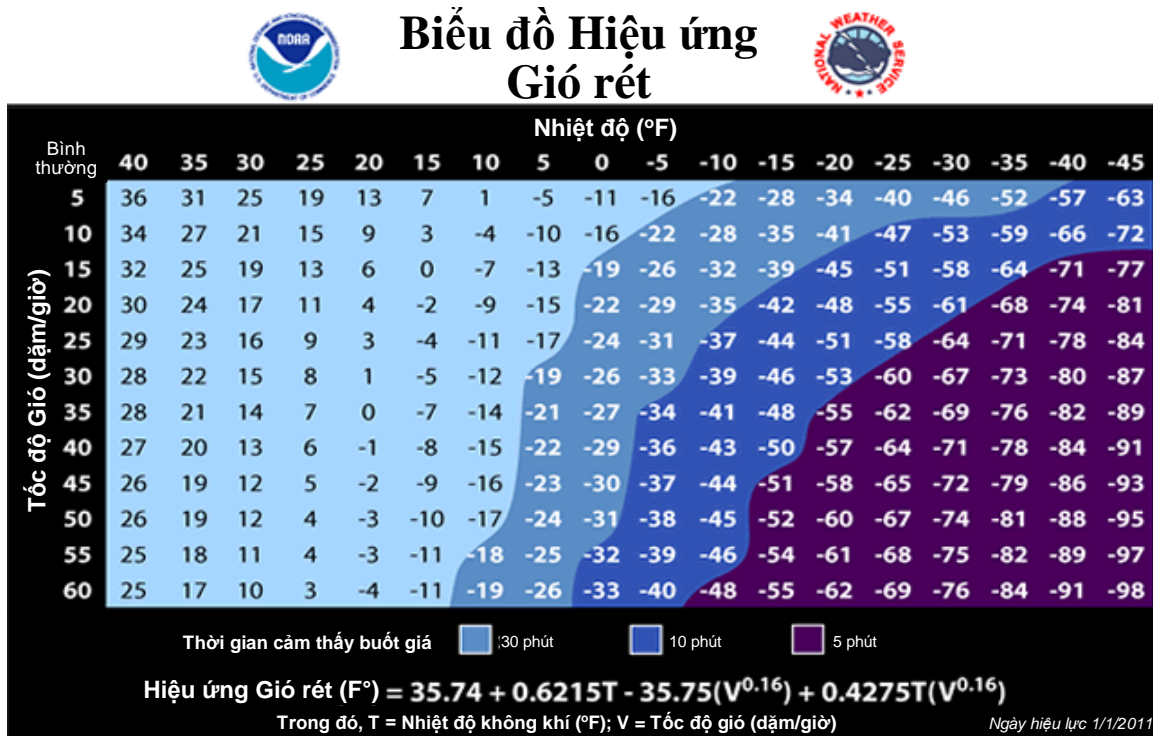 Biểu đồ Hiệu ứng
Gió rét
NOAA
NATIONAL WEATHER SERVICE
Nhiệt độ (ºF)
Bình
thường
40 35 30 25 20 15 10 5 0 -5 -10 -15 -20 -25 -30 -35 -40 -45
Tốc độ Gió (dặm/giờ)
5 36 31 25 19 13 7 1 -5 -11 -16 -22 -28 -34 -40 -46 -52 -57 -63
10 34 27 21 15 9 3 -4 -10 -16 -22 -28 -35 -41 -47 -53 -59 -66 -72
15 32 25 19 13 6 0 -7 -13 -19 -26 -32 -39 -45 -51 -58 -64 -71 -77
20 30 24 17 11 4 -2 -9 -15 -22 -29 -35 -42 -48 -55 -61 -68 -74 -81
25 29 23 16 9 3 -4 -11 -17 -24 -31 -37 -44 -51 -58 -64 -71 -78 -84
30 28 22 15 8 1 -5 -12 -19 -26 -33 -39 -46 -53 -60 -67 -73 -80 -87
35 28 21 14 7 0 -7 -14 -21 -27 -34 -41 -48 -55 -62 -69 -76 -82 -89
40 27 20 13 6 -1 -8 -15 -22 -29 -36 -43 -50 -57 -64 -71 -78 -84 -91
45 26 19 12 5 -2 -9 -16 -23 -30 -37 -44 -51 -58 -65 -72 -79 -86 -93
50 26 19 12 4 -3 -10 -17 -24 -31 -38 -45 -52 -60 -67 -74 -81 -88 -95
55 25 18 11 4 -3 -11 -18 -25 -32 -39 -46 -54 -61 -68 -75 -82 -89 -97
60 25 17 10 3 -4 -11 -19 -26 -33 -40 -48 -55 -62 -69 -76 -84 -91 -98
Thời gian cảm thấy buốt giá 30 phút 10 phút 5 phút
Hiệu ứng Gió rét (F°) = 35.74 + 0.6215T - 35.75(V^0.16) + 0.4275T(V^0.16)
Trong đó, T = Nhiệt độ không khí (ºF); V = Tốc độ gió (dặm/giờ)
Ngày hiệu lực 1/1/2011